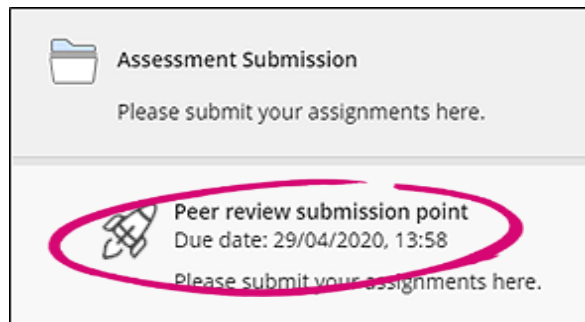 Assessment Submission
Please submit your assignments here.
Peer review submission point
Due date: 29/04/2020, 13:58
Please submit your assignments here.